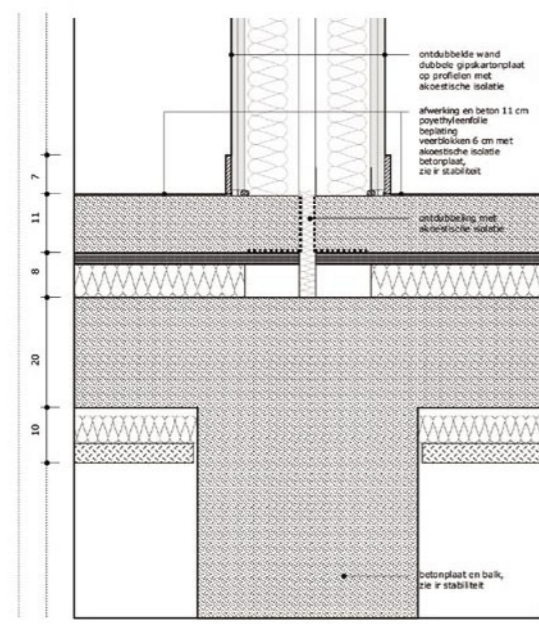 ontdubbelde wand
dubbele gipskartonplaat
op profielen met
akoestische isolatie
afwerking en beton 11 cm
poyethyleenfolie
beplating
veerblokken 6 cm met
akoestische isolatie
betonplaat,
zie ir stabiliteit
7
11
ontdubbeling met
akoestische isolatie
8
20
10
betonplaat en balk,
zie ir stabiliteit